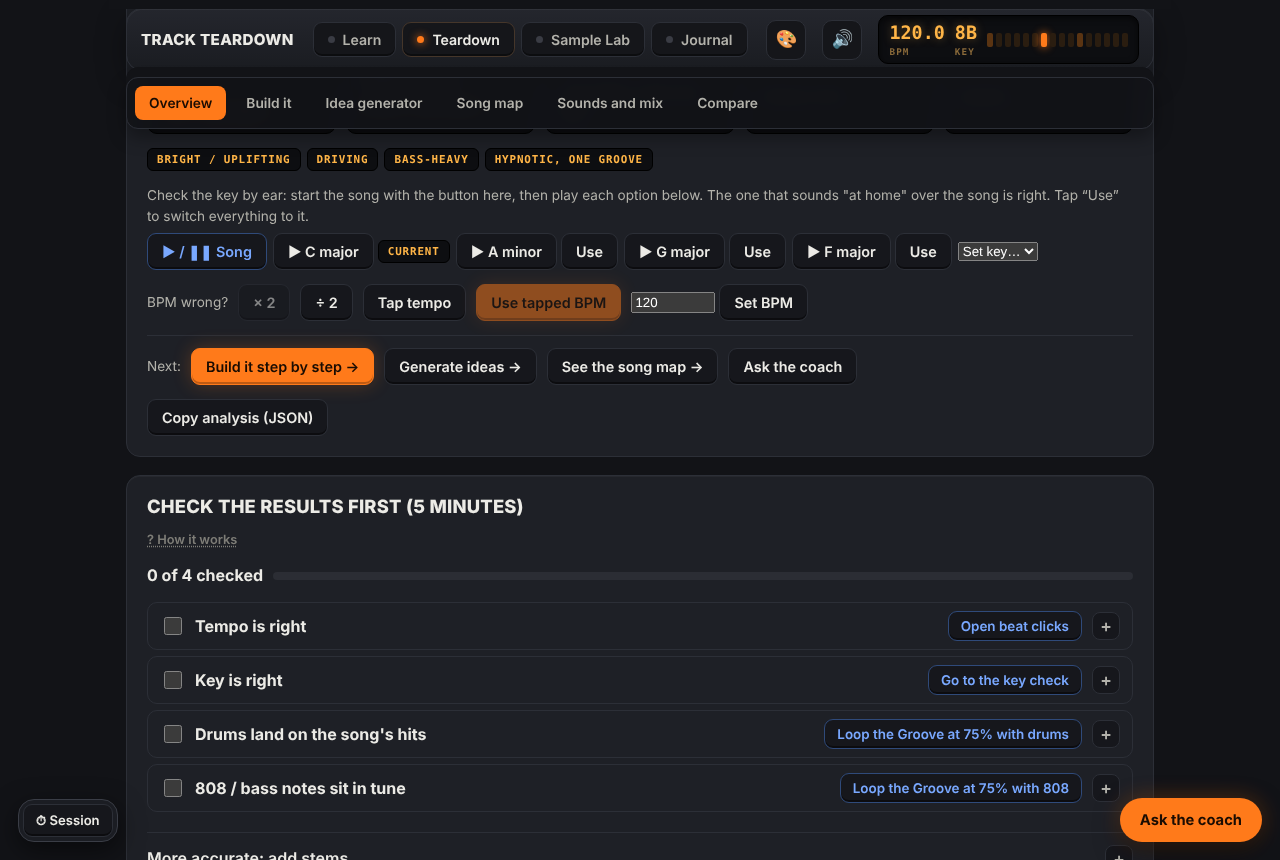 TRACK TEARDOWN Learn Teardown Sample Lab Journal 120.0 8B
BPM KEY
Overview Build it Idea generator Song map Sounds and mix Compare
BRIGHT / UPLIFTING DRIVING BASS-HEAVY HYPNOTIC, ONE GROOVE
Check the key by ear: start the song with the button here, then play each option below. The one that sounds "at home" over the song is right. Tap “Use”
to switch everything to it.
▶ / ❚❚ Song ▶ C major CURRENT ▶ A minor Use ▶ G major Use ▶ F major Use Set key…
BPM wrong? × 2 ÷ 2 Tap tempo Use tapped BPM 120 Set BPM
Next: Build it step by step → Generate ideas → See the song map → Ask the coach
Copy analysis (JSON)
CHECK THE RESULTS FIRST (5 MINUTES)
? How it works
0 of 4 checked
Tempo is right Open beat clicks +
Key is right Go to the key check +
Drums land on the song's hits Loop the Groove at 75% with drums +
808 / bass notes sit in tune Loop the Groove at 75% with 808 +
⏱ Session Ask the coach
More accurate: add stems +